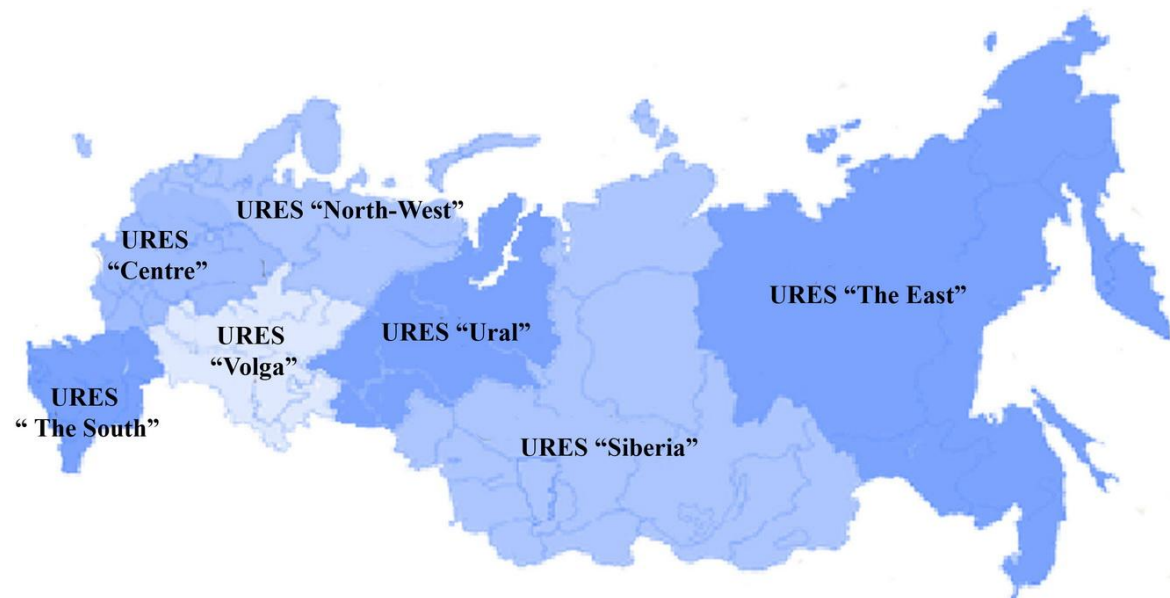 URES “North-West”
URES
“Centre”
URES “The East”
URES “Ural”
URES
“Volga”
URES
“ The South”
URES “Siberia”